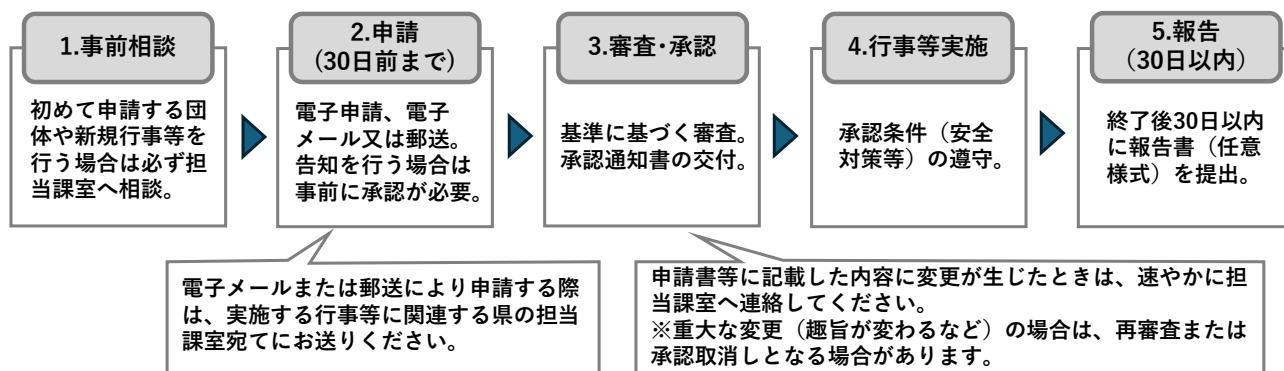 1.事前相談
初めて申請する団
体や新規行事等を
行う場合は必ず担
当課室へ相談。
2.申請
(30日前まで)
電子申請、電子
メール又は郵送。
告知を行う場合は
事前に承認が必要。
3.審査・承認
基準に基づく審査。
承認通知書の交付。
4.行事等実施
承認条件（安全
対策等）の遵守。
5.報告
（30日以内）
終了後30日以内
に報告書（任意
様式）を提出。
電子メールまたは郵送により申請する際
は、実施する行事等に関連する県の担当
課室宛てにお送りください。
申請書等に記載した内容に変更が生じたときは、速やかに担
当課室へ連絡してください。
※重大な変更（趣旨が変わるなど）の場合は、再審査または
承認取消しとなる場合があります。